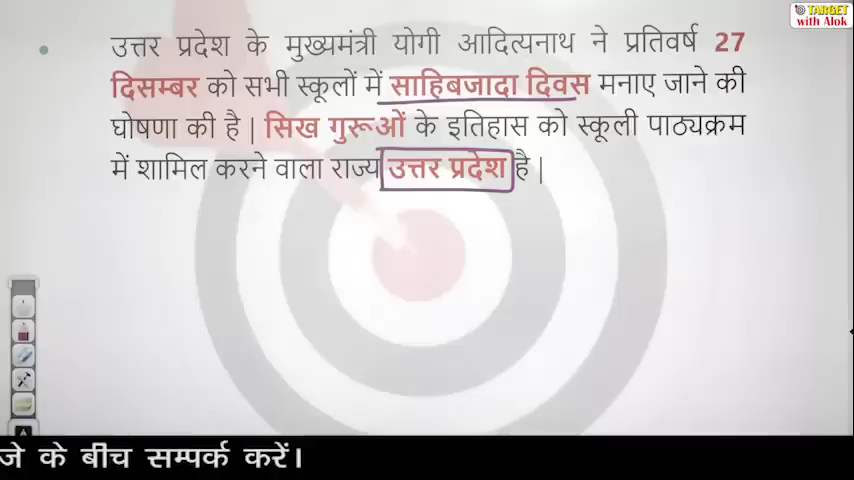 TARGET
with Alok
उत्तर प्रदेश के मुख्यमंत्री योगी आदित्यनाथ ने प्रतिवर्ष 27
दिसम्बर को सभी स्कूलों में साहिबजादा दिवस मनाए जाने की
घोषणा की है | सिख गुरूओं के इतिहास को स्कूली पाठ्यक्रम
में शामिल करने वाला राज्य उत्तर प्रदेश है |
जे के बीच सम्पर्क करें।